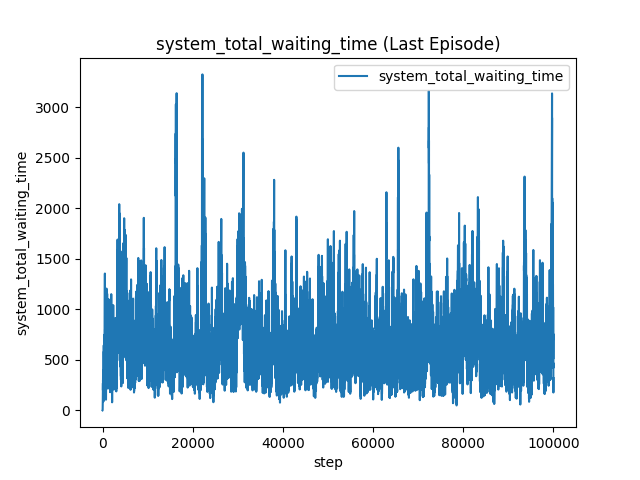 system_total_waiting_time (Last Episode)
system_total_waiting_time
system_total_waiting_time
3000
2500
2000
1500
1000
500
0
0 20000 40000 60000 80000 100000
step